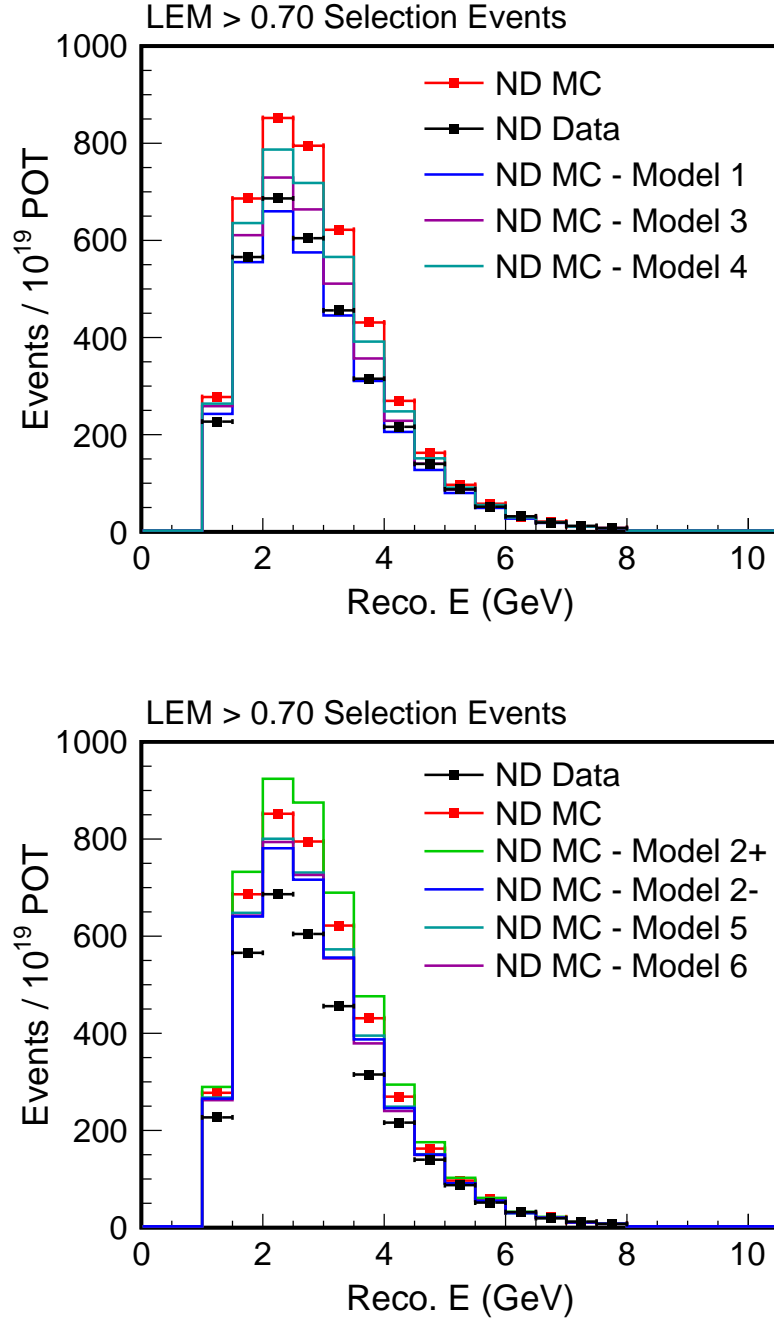 LEM > 0.70 Selection Events
1000
800
600
400
200
0
Events / 10^19 POT
ND MC
ND Data
ND MC - Model 1
ND MC - Model 3
ND MC - Model 4
0 2 4 6 8 10
Reco. E (GeV)
LEM > 0.70 Selection Events
1000
800
600
400
200
0
Events / 10^19 POT
ND Data
ND MC
ND MC - Model 2+
ND MC - Model 2-
ND MC - Model 5
ND MC - Model 6
0 2 4 6 8 10
Reco. E (GeV)